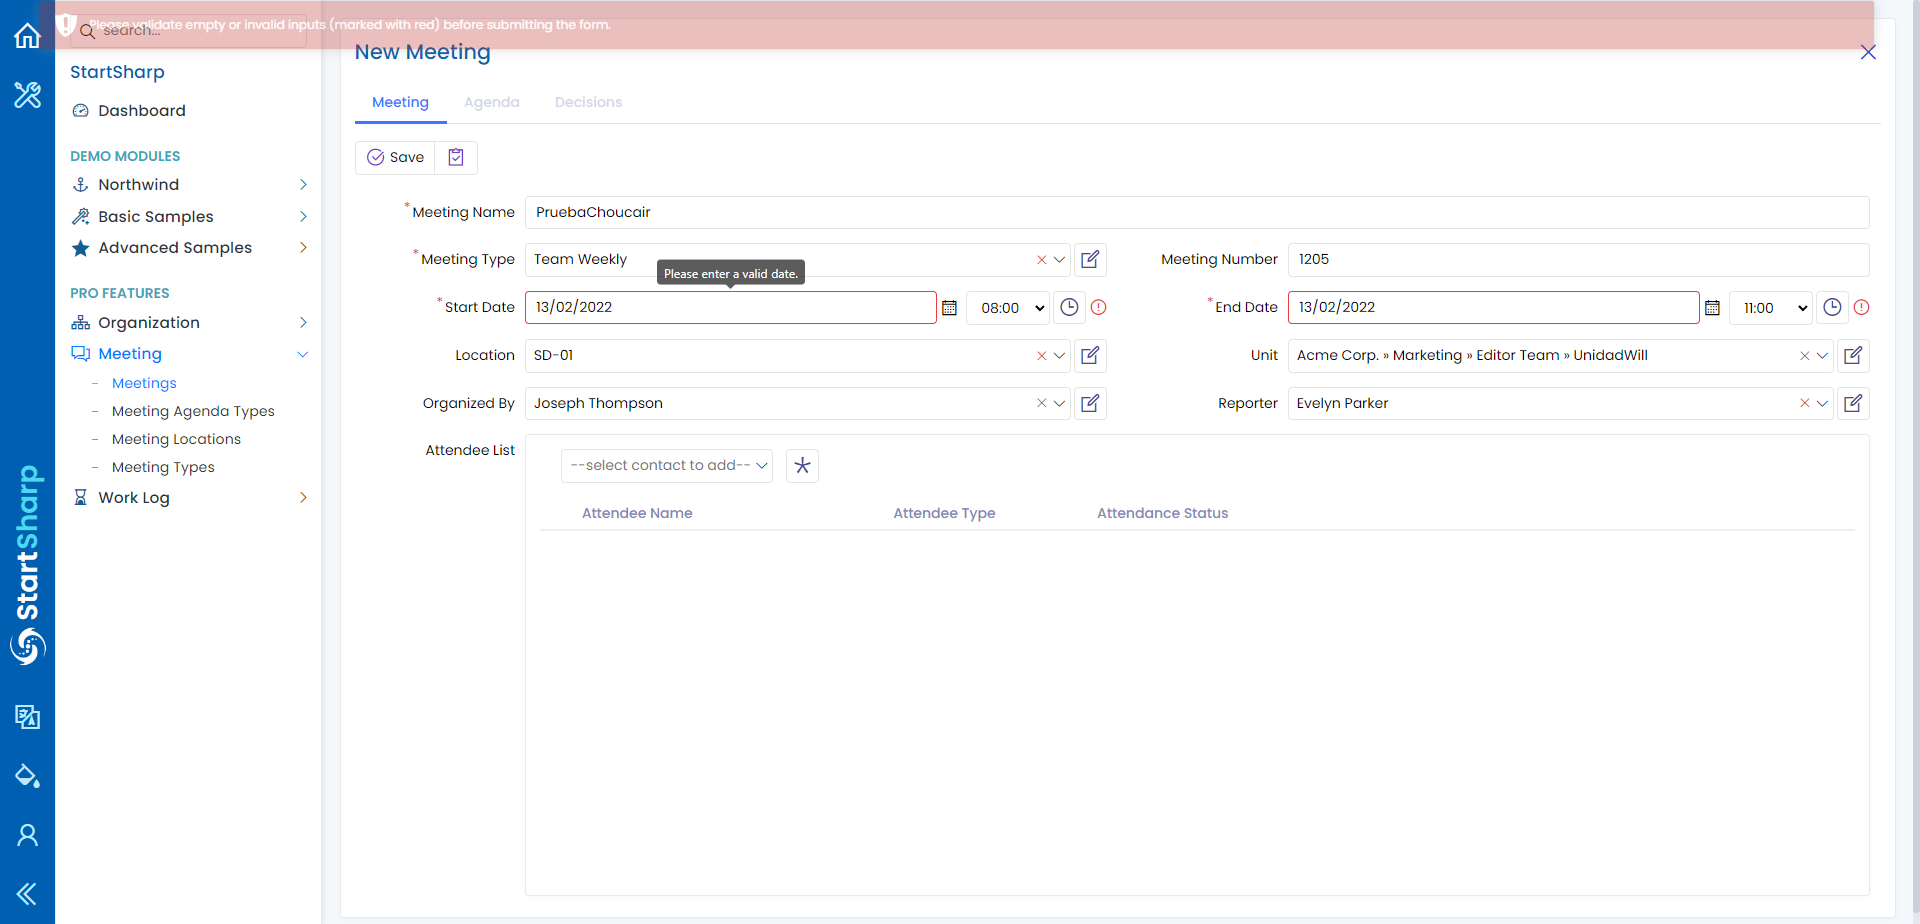 Please validate empty or invalid inputs (marked with red) before submitting the form.
search...
StartSharp
Dashboard
DEMO MODULES
Northwind
Basic Samples
Advanced Samples
PRO FEATURES
Organization
Meeting
- Meetings
- Meeting Agenda Types
- Meeting Locations
- Meeting Types
Work Log
StartSharp
New Meeting
Meeting Agenda Decisions
Save
*Meeting Name PruebaChoucair
*Meeting Type Team Weekly Meeting Number 1205
Please enter a valid date.
*Start Date 13/02/2022 08:00 *End Date 13/02/2022 11:00
Location SD-01 Unit Acme Corp. » Marketing » Editor Team » UnidadWill
Organized By Joseph Thompson Reporter Evelyn Parker
Attendee List
--select contact to add--
Attendee Name Attendee Type Attendance Status